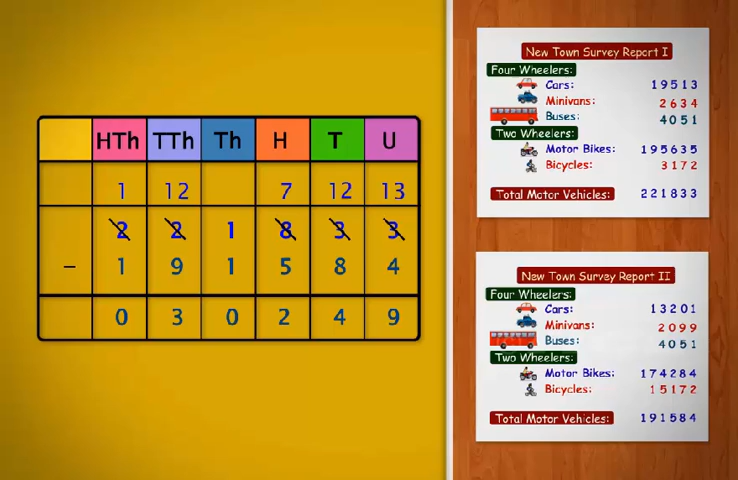 HTh TTh Th H T U
1 12 7 12 13
2 2 1 8 3 3
- 1 9 1 5 8 4
0 3 0 2 4 9
New Town Survey Report I
Four Wheelers:
Cars: 19513
Minivans: 2634
Buses: 4051
Two Wheelers:
Motor Bikes: 195635
Bicycles: 3172
Total Motor Vehicles: 221833
New Town Survey Report II
Four Wheelers:
Cars: 13201
Minivans: 2099
Buses: 4051
Two Wheelers:
Motor Bikes: 174284
Bicycles: 15172
Total Motor Vehicles: 191584